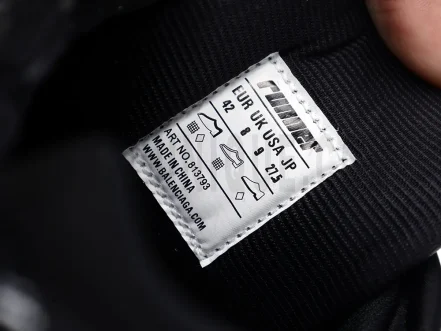 EUR UK USA JP
42 8 9 27.5
ART NO.813793
MADE IN CHINA
WWW.BALENCIAGA.COM